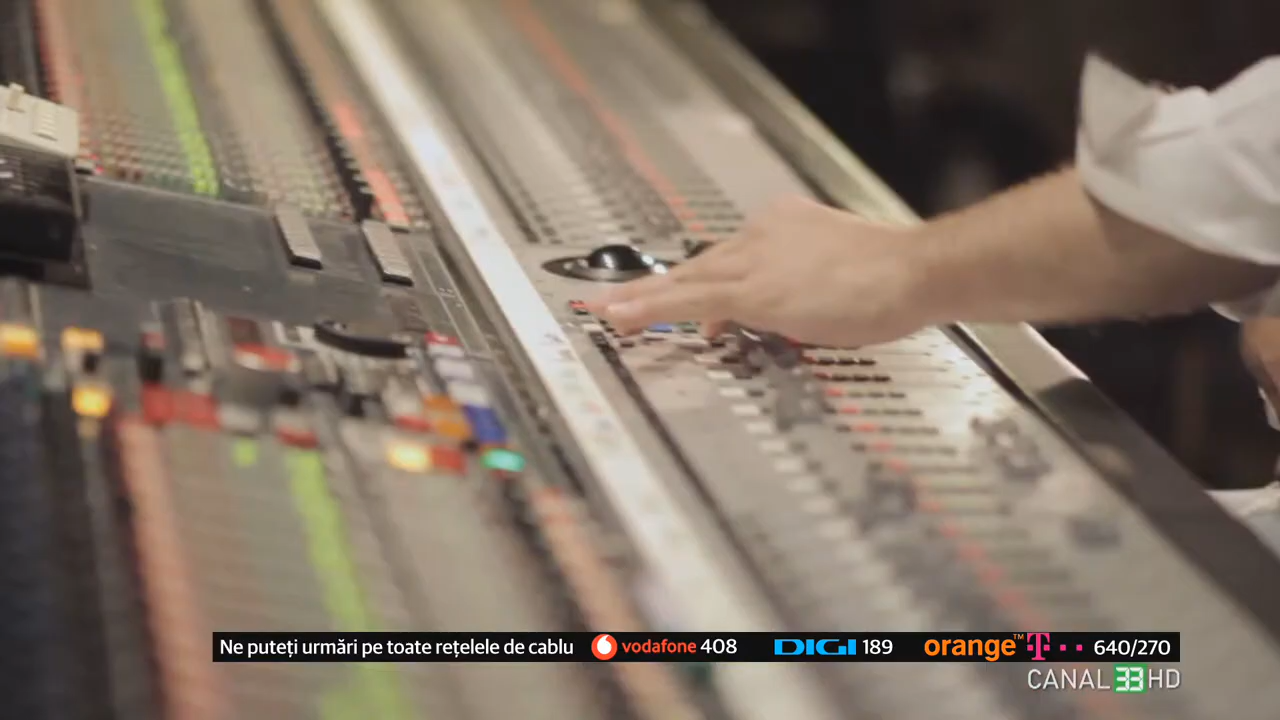 Ne puteți urmări pe toate rețelele de cablu vodafone 408 DIGI 189 orange™ T 640/270
CANAL 33 HD